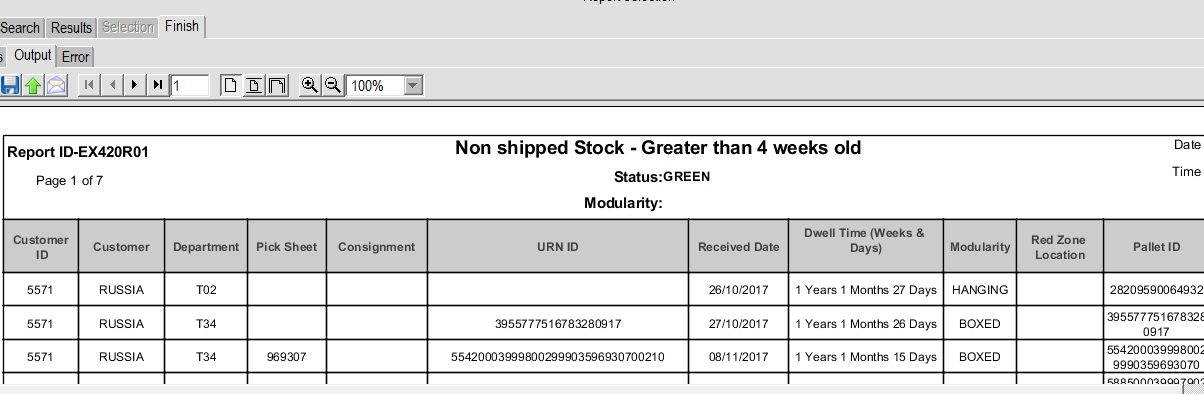 Search Results Selection Finish
Output Error
1 100%
Report ID-EX420R01 Non shipped Stock - Greater than 4 weeks old Date
Page 1 of 7 Status:GREEN Time
Modularity:
Customer ID Customer Department Pick Sheet Consignment URN ID Received Date Dwell Time (Weeks & Days) Modularity Red Zone Location Pallet ID
5571 RUSSIA T02 26/10/2017 1 Years 1 Months 27 Days HANGING 28209590064932
5571 RUSSIA T34 3955777516783280917 27/10/2017 1 Years 1 Months 26 Days BOXED 395577751678328
0917
5571 RUSSIA T34 969307 55420003999800299903596930700210 08/11/2017 1 Years 1 Months 15 Days BOXED 554200039998002
9990359693070